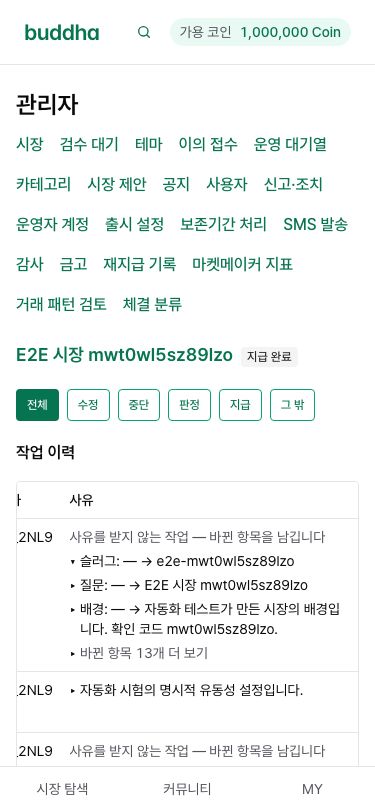 buddha
가용 코인 1,000,000 Coin
관리자
시장 검수 대기 테마 이의 접수 운영 대기열
카테고리 시장 제안 공지 사용자 신고·조치
운영자 계정 출시 설정 보존기간 처리 SMS 발송
감사 금고 재지급 기록 마켓메이커 지표
거래 패턴 검토 체결 분류
E2E 시장 mwt0wl5sz89lzo 지급 완료
전체 수정 중단 판정 지급 그 밖
작업 이력
사유
2NL9 사유를 받지 않는 작업 — 바뀐 항목을 남깁니다
▾ 슬러그: — → e2e-mwt0wl5sz89lzo
▸ 질문: — → E2E 시장 mwt0wl5sz89lzo
▸ 배경: — → 자동화 테스트가 만든 시장의 배경입
니다. 확인 코드 mwt0wl5sz89lzo.
▸ 바뀐 항목 13개 더 보기
2NL9 ▸ 자동화 시험의 명시적 유동성 설정입니다.
2NL9 사유를 받지 않는 작업 — 바뀐 항목을 남깁니다
시장 탐색 커뮤니티 MY